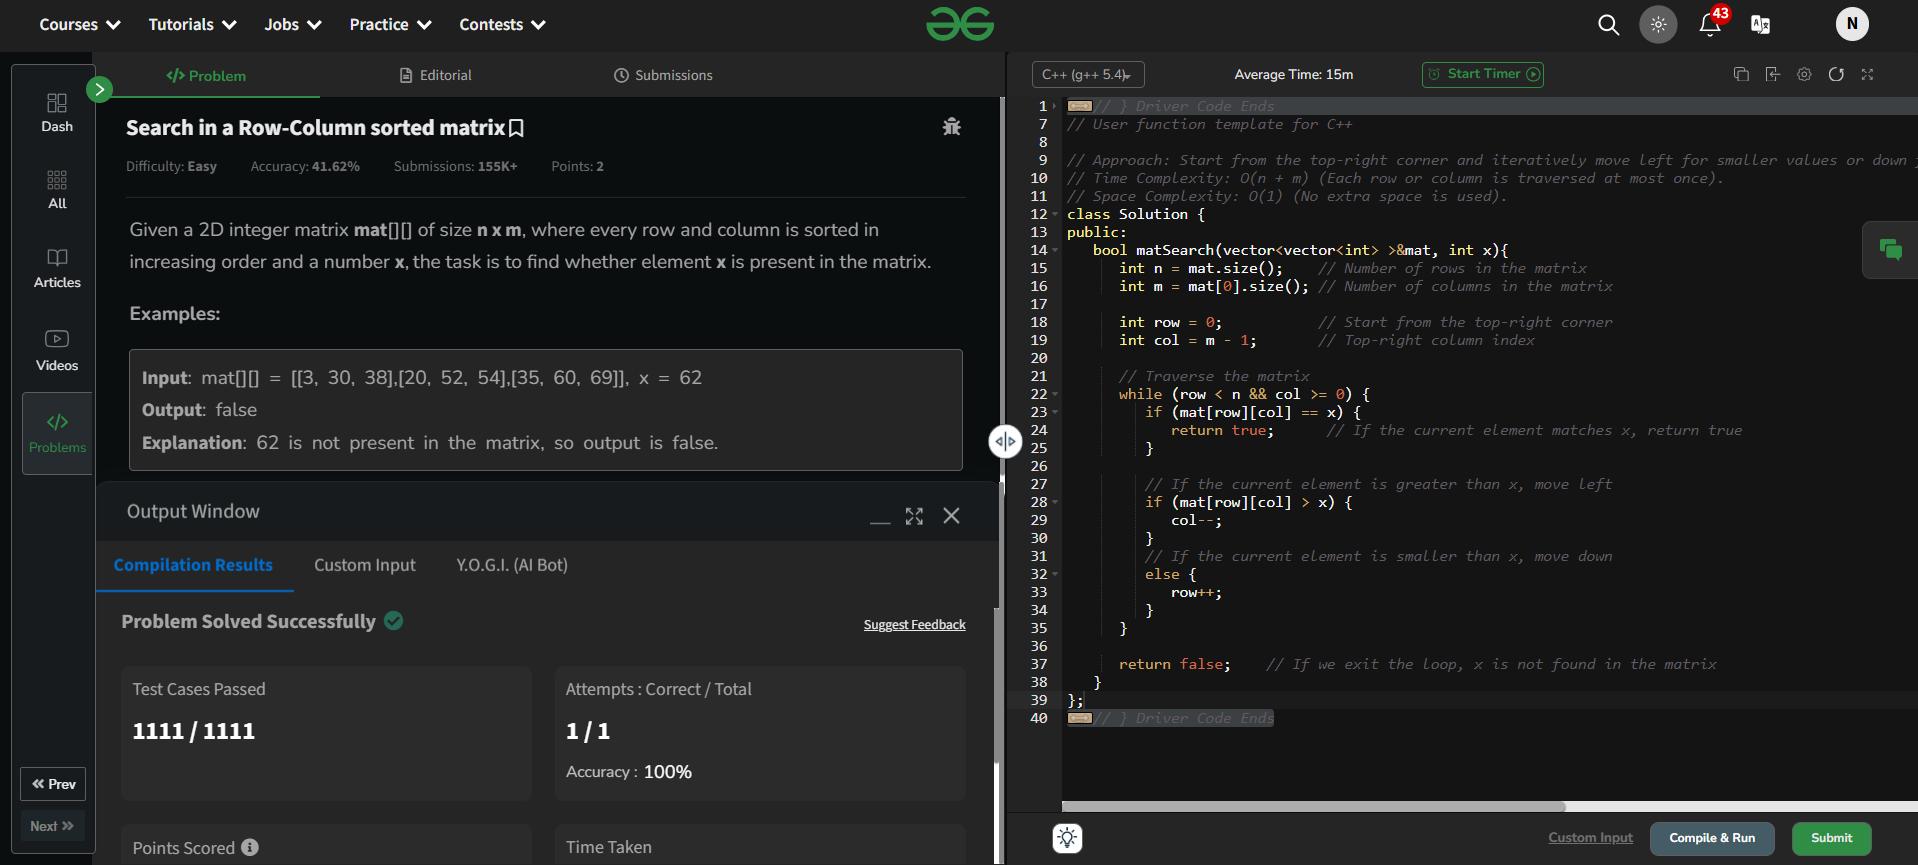 Courses
Tutorials
Jobs
Practice
Contests
43
N
Dash
All
Articles
Videos
</>
Problems
Prev
Next
</> Problem
Editorial
Submissions
Search in a Row-Column sorted matrix
Difficulty: Easy
Accuracy: 41.62%
Submissions: 155K+
Points: 2
Given a 2D integer matrix mat[][] of size n x m, where every row and column is sorted in
increasing order and a number x, the task is to find whether element x is present in the matrix.
Examples:
Input: mat[][] = [[3, 30, 38],[20, 52, 54],[35, 60, 69]], x = 62
Output: false
Explanation: 62 is not present in the matrix, so output is false.
Output Window
Compilation Results
Custom Input
Y.O.G.I. (AI Bot)
Problem Solved Successfully
Suggest Feedback
Test Cases Passed
1111 / 1111
Attempts : Correct / Total
1 / 1
Accuracy : 100%
Points Scored
Time Taken
C++ (g++ 5.4)
Average Time: 15m
Start Timer
1 // } Driver Code Ends
7 // User function template for C++
8
9 // Approach: Start from the top-right corner and iteratively move left for smaller values or down
10 // Time Complexity: O(n + m) (Each row or column is traversed at most once).
11 // Space Complexity: O(1) (No extra space is used).
12 class Solution {
13 public:
14 bool matSearch(vector<vector<int> >&mat, int x){
15 int n = mat.size(); // Number of rows in the matrix
16 int m = mat[0].size(); // Number of columns in the matrix
17
18 int row = 0; // Start from the top-right corner
19 int col = m - 1; // Top-right column index
20
21 // Traverse the matrix
22 while (row < n && col >= 0) {
23 if (mat[row][col] == x) {
24 return true; // If the current element matches x, return true
25 }
26
27 // If the current element is greater than x, move left
28 if (mat[row][col] > x) {
29 col--;
30 }
31 // If the current element is smaller than x, move down
32 else {
33 row++;
34 }
35 }
36
37 return false; // If we exit the loop, x is not found in the matrix
38 }
39 };
40 // } Driver Code Ends
Custom Input
Compile & Run
Submit